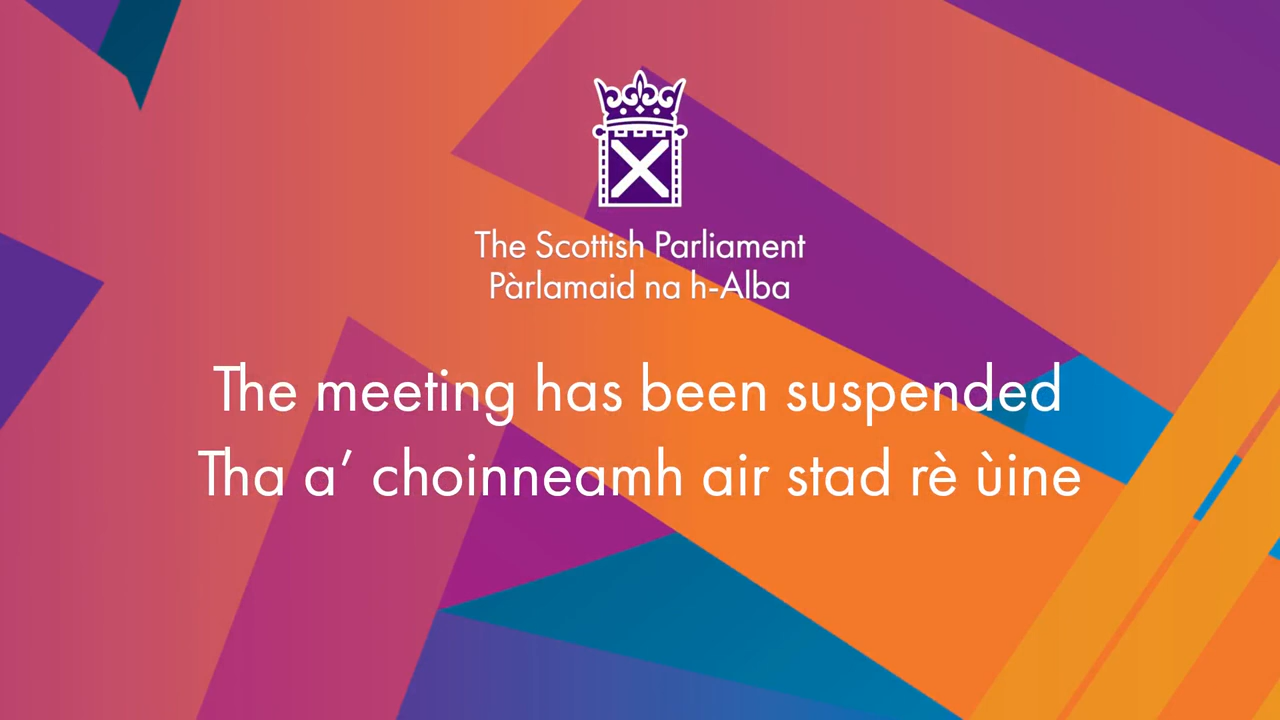 The Scottish Parliament
Pàrlamaid na h-Alba
The meeting has been suspended
Tha a’ choinneamh air stad rè ùine